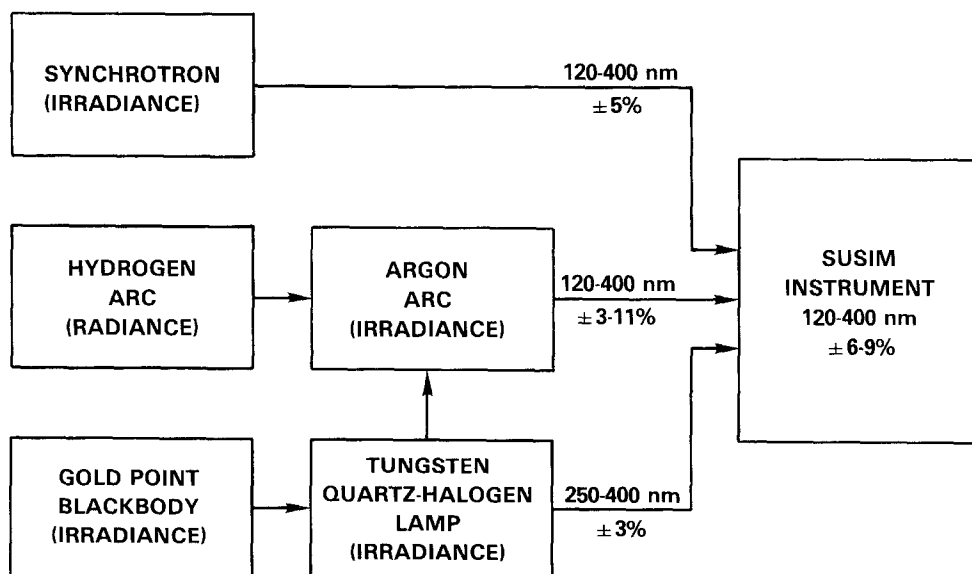 SYNCHROTRON
(IRRADIANCE)
120-400 nm
± 5%
HYDROGEN
ARC
(RADIANCE)
ARGON
ARC
(IRRADIANCE)
120-400 nm
± 3-11%
SUSIM
INSTRUMENT
120-400 nm
± 6-9%
GOLD POINT
BLACKBODY
(IRRADIANCE)
TUNGSTEN
QUARTZ-HALOGEN
LAMP
(IRRADIANCE)
250-400 nm
± 3%